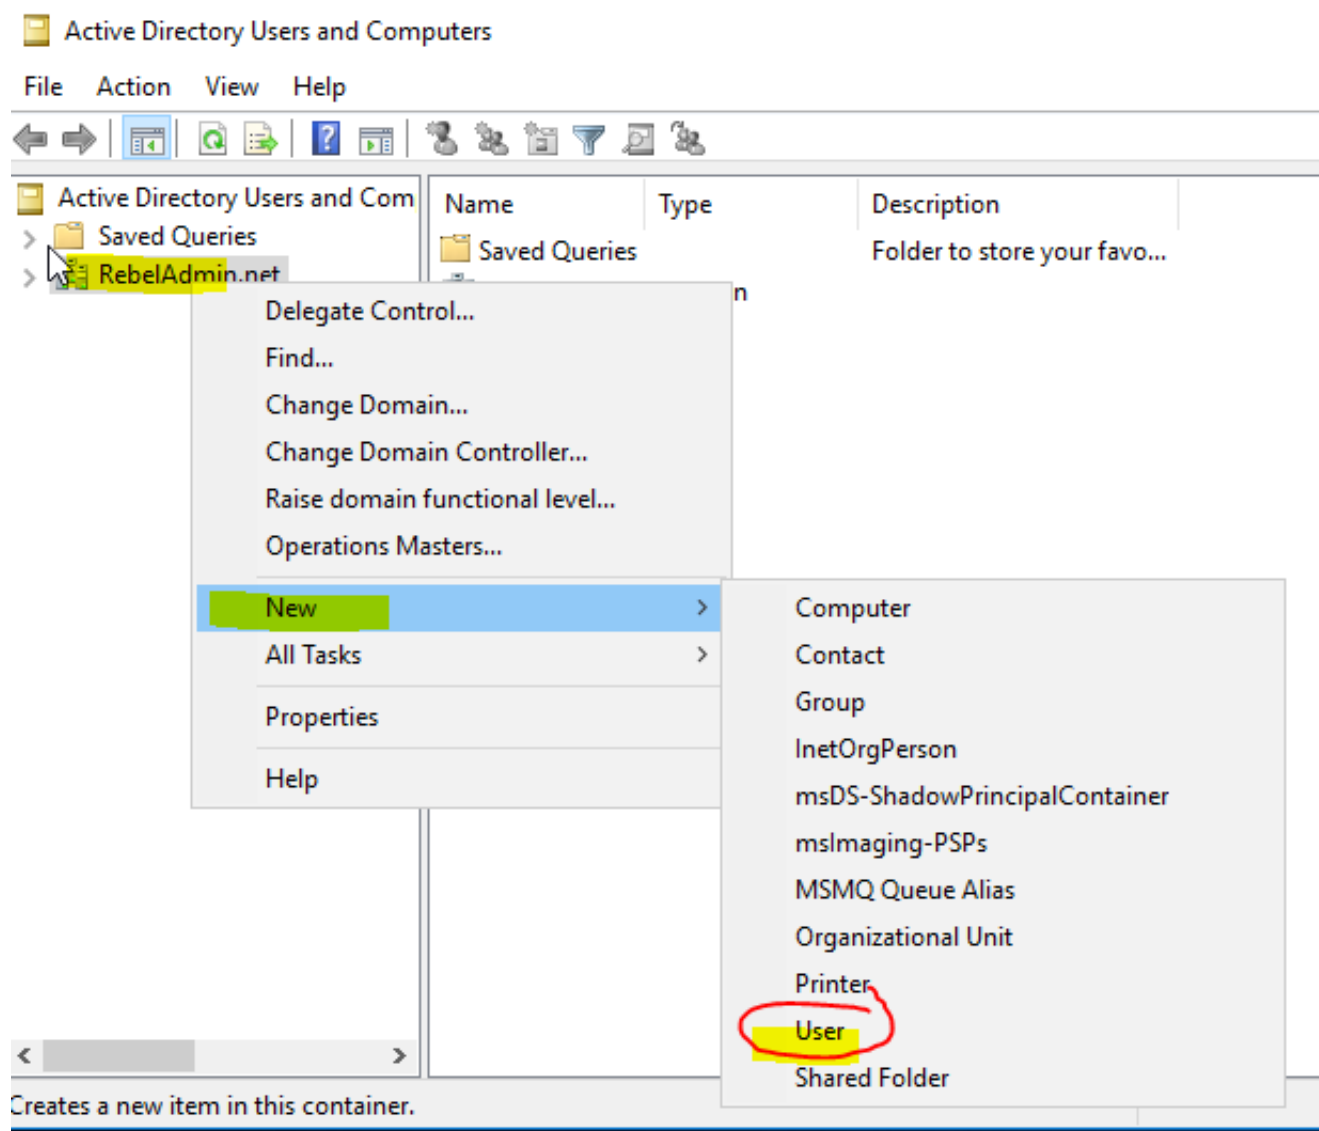 Active Directory Users and Computers
File Action View Help
Active Directory Users and Com
Saved Queries
RebelAdmin.net
Name Type Description
Saved Queries Folder to store your favo...
n
Delegate Control...
Find...
Change Domain...
Change Domain Controller...
Raise domain functional level...
Operations Masters...
New
All Tasks
Properties
Help
Computer
Contact
Group
InetOrgPerson
msDS-ShadowPrincipalContainer
msImaging-PSPs
MSMQ Queue Alias
Organizational Unit
Printer
User
Shared Folder
Creates a new item in this container.